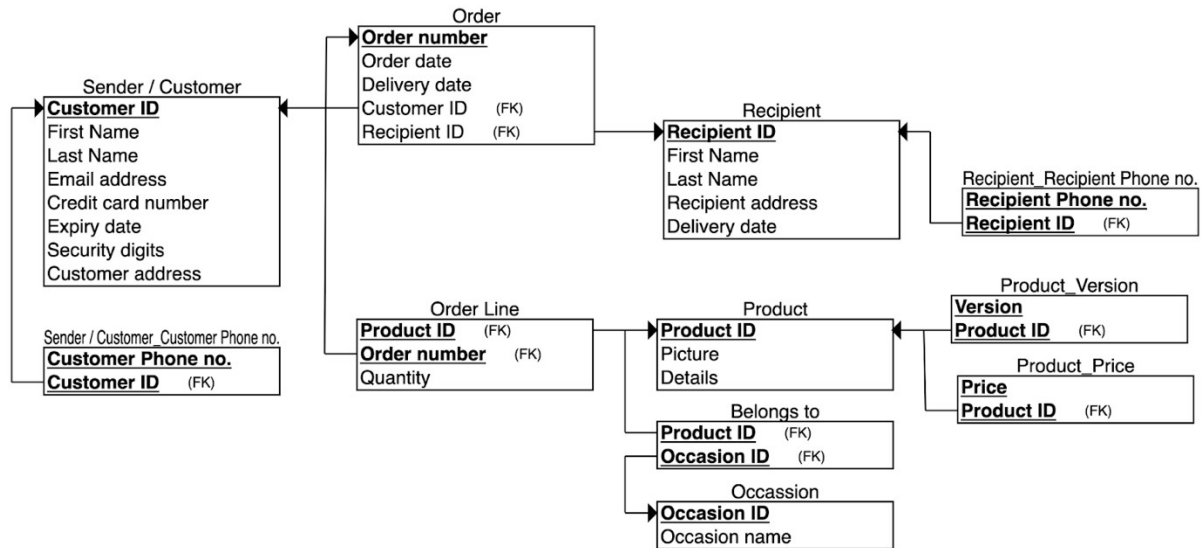 Order
Order number
Order date
Delivery date
Customer ID (FK)
Recipient ID (FK)
Sender / Customer
Customer ID
First Name
Last Name
Email address
Credit card number
Expiry date
Security digits
Customer address
Recipient
Recipient ID
First Name
Last Name
Recipient address
Delivery date
Recipient_Recipient Phone no.
Recipient Phone no.
Recipient ID (FK)
Sender / Customer_Customer Phone no.
Customer Phone no.
Customer ID (FK)
Order Line
Product ID (FK)
Order number (FK)
Quantity
Product
Product ID
Picture
Details
Product_Version
Version
Product ID (FK)
Product_Price
Price
Product ID (FK)
Belongs to
Product ID (FK)
Occasion ID (FK)
Occassion
Occasion ID
Occasion name